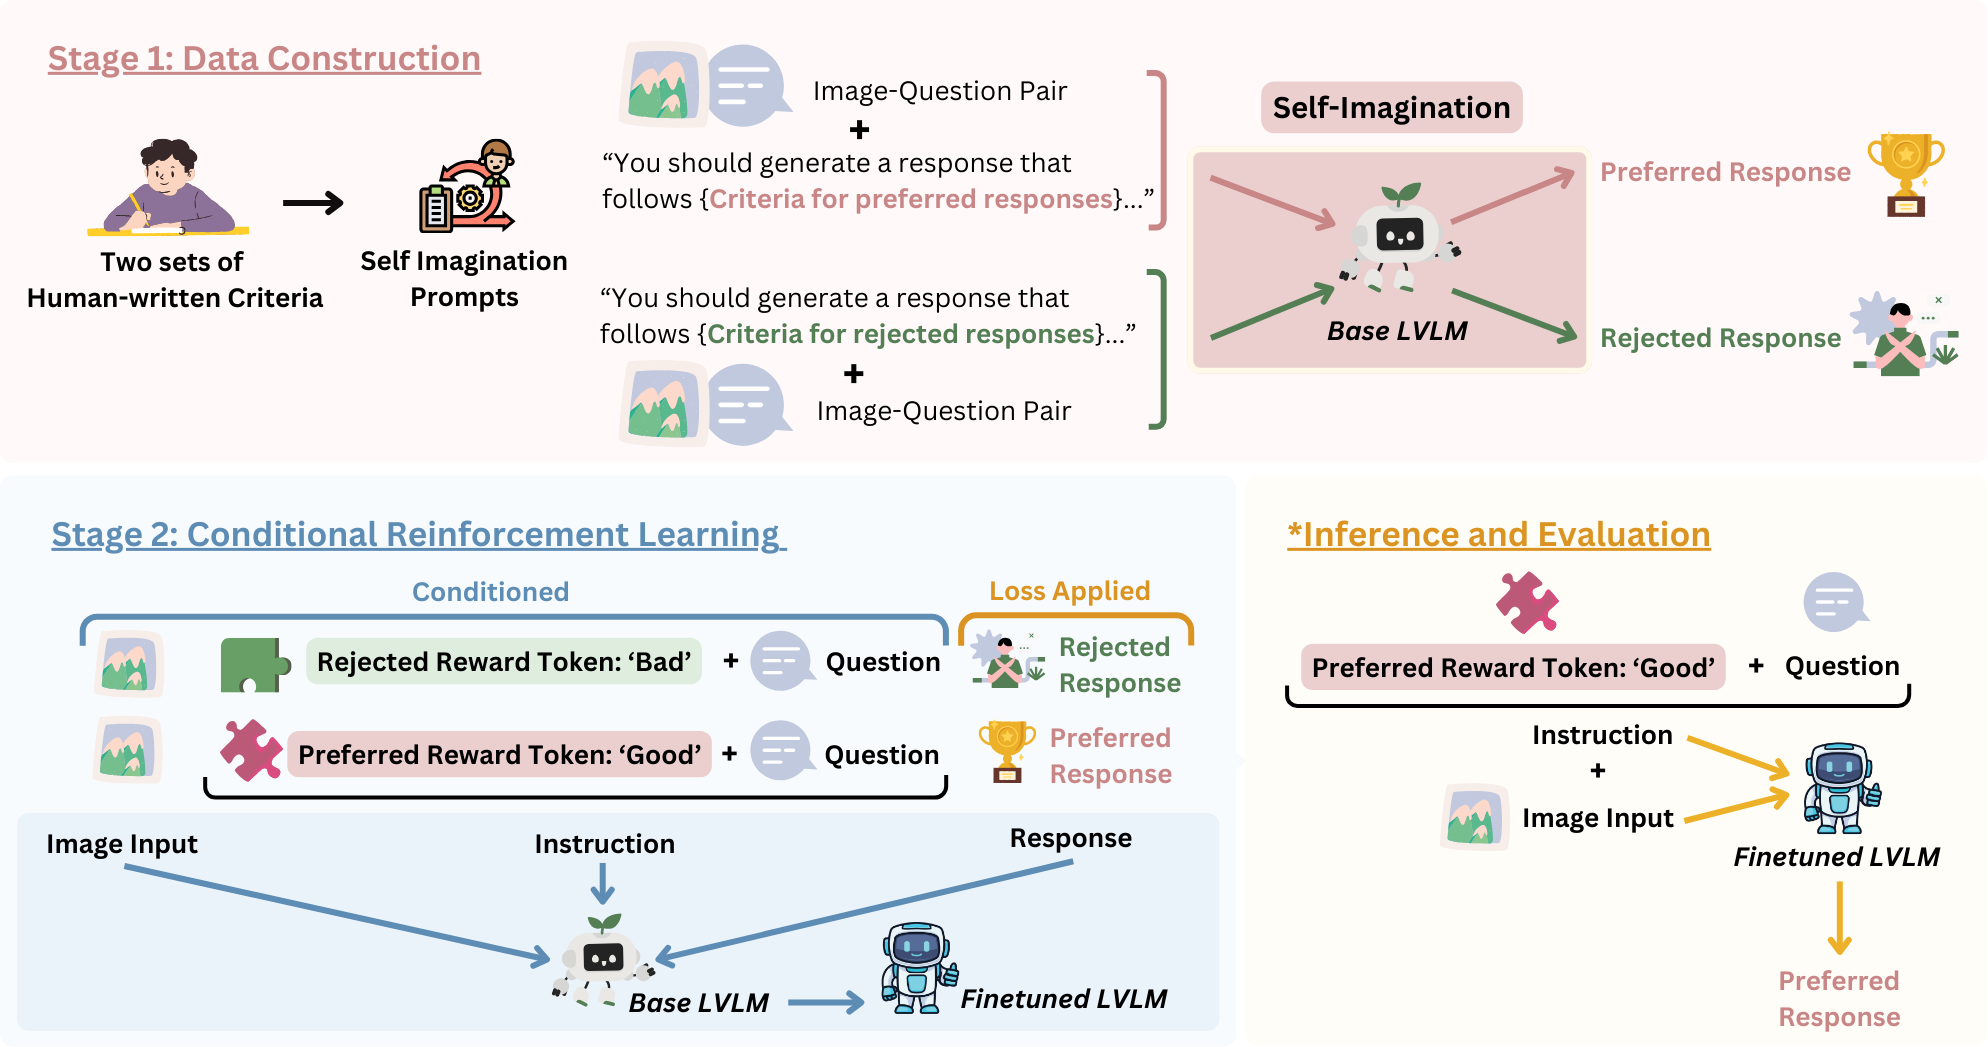 Stage 1: Data Construction
Two sets of
Human-written Criteria
Self Imagination
Prompts
Image-Question Pair
+
“You should generate a response that
follows {Criteria for preferred responses}...”
“You should generate a response that
follows {Criteria for rejected responses}...”
+
Image-Question Pair
Self-Imagination
Base LVLM
Preferred Response
Rejected Response
Stage 2: Conditional Reinforcement Learning
Conditioned
Loss Applied
Rejected Reward Token: ‘Bad’ + Question
Rejected
Response
Preferred Reward Token: ‘Good’ + Question
Preferred
Response
Image Input
Instruction
Response
Base LVLM
Finetuned LVLM
*Inference and Evaluation
Preferred Reward Token: ‘Good’ + Question
Instruction
+
Image Input
Finetuned LVLM
Preferred
Response